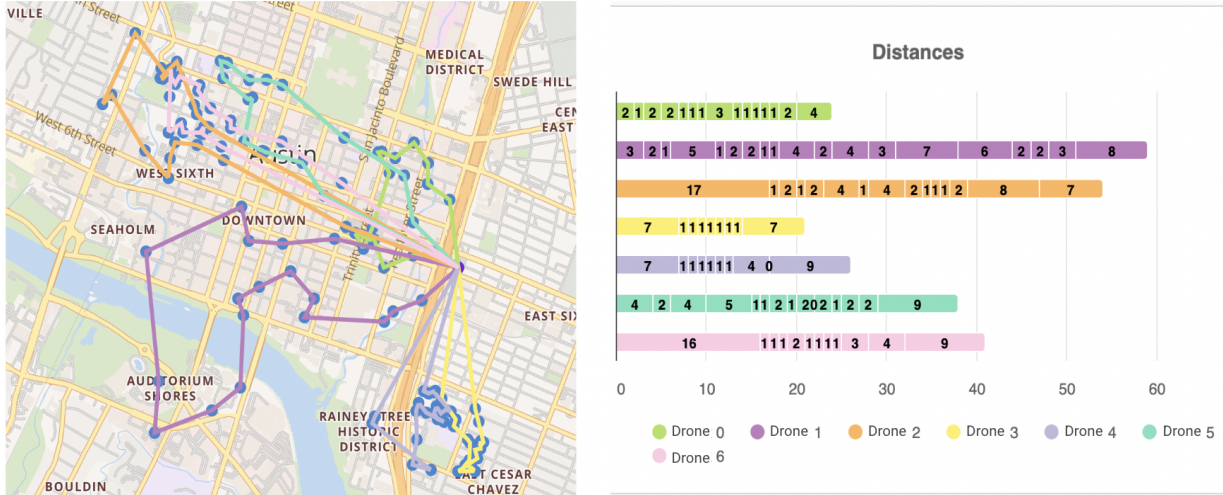 VILLE
Street
MEDICAL
DISTRICT
SWEDE HILL
San Jacinto Boulevard
CEN
EAST
West 6th Street
Austin
WEST SIXTH
DOWNTOWN
SEAHOLM
EAST SIX
AUDITORIUM
SHORES
RAINEY STREE
HISTORIC
DISTRICT
EAST CESAR
CHAVEZ
BOULDIN
Distances
2 1 2 2 1 1 1 3 1 1 1 1 1 2 4
3 2 1 5 1 2 2 1 1 4 2 4 3 7 6 2 2 3 8
17 1 2 1 2 4 1 4 2 1 1 1 2 8 7
7 1 1 1 1 1 1 1 7
7 1 1 1 1 1 1 4 0 9
4 2 4 5 1 1 2 1 2 0 2 1 2 2 9
16 1 1 1 2 1 1 1 1 3 4 9
0 10 20 30 40 50 60
Drone 0 Drone 1 Drone 2 Drone 3 Drone 4 Drone 5
Drone 6